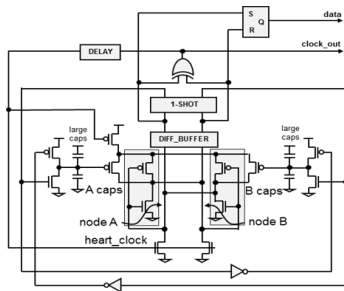 S
Q
R
data
clock_out
DELAY
1-SHOT
DIFF_BUFFER
large
caps
large
caps
A caps
B caps
node A
node B
heart_clock